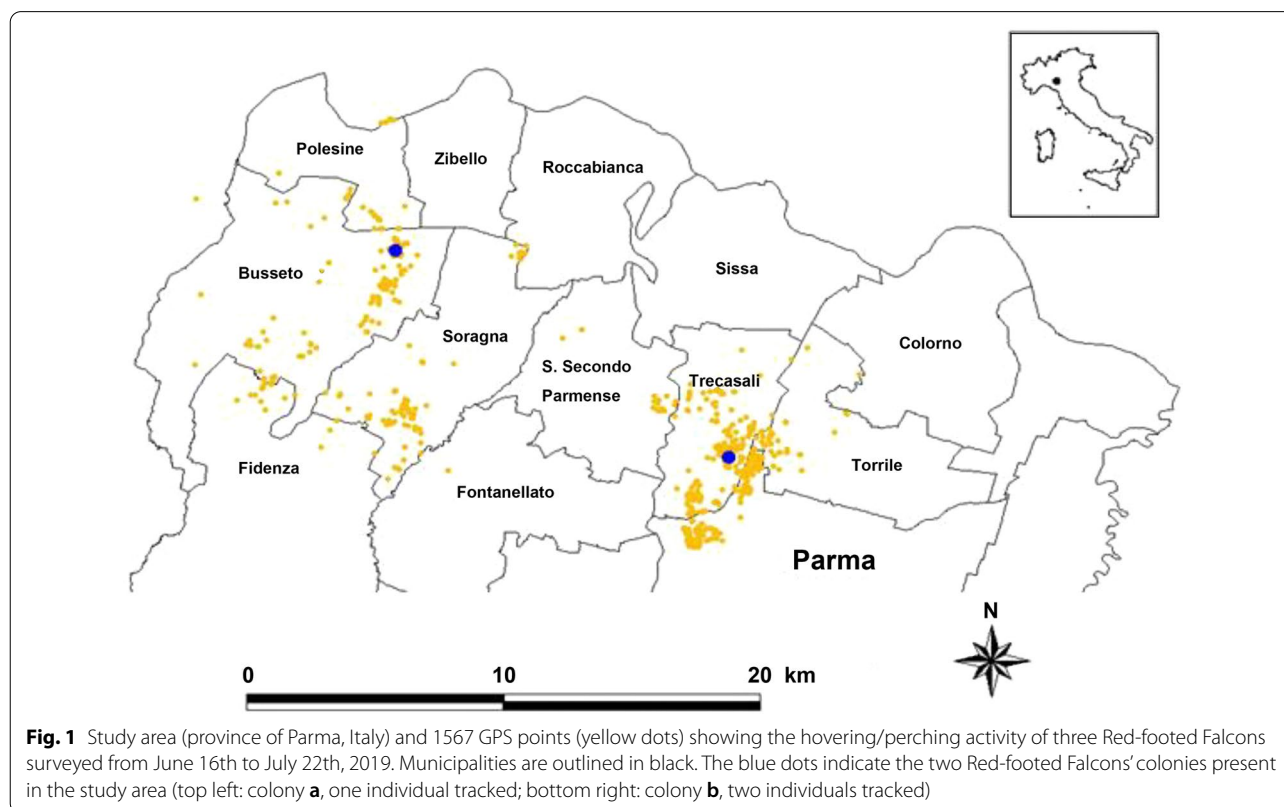 Polesine
Zibello
Roccabianca
Busseto
Sissa
Soragna
Colorno
S. Secondo
Parmense
Trecasali
Fidenza
Fontanellato
Torrile
Parma
N
0 10 20 km
Fig. 1 Study area (province of Parma, Italy) and 1567 GPS points (yellow dots) showing the hovering/perching activity of three Red-footed Falcons
surveyed from June 16th to July 22th, 2019. Municipalities are outlined in black. The blue dots indicate the two Red-footed Falcons' colonies present
in the study area (top left: colony a, one individual tracked; bottom right: colony b, two individuals tracked)